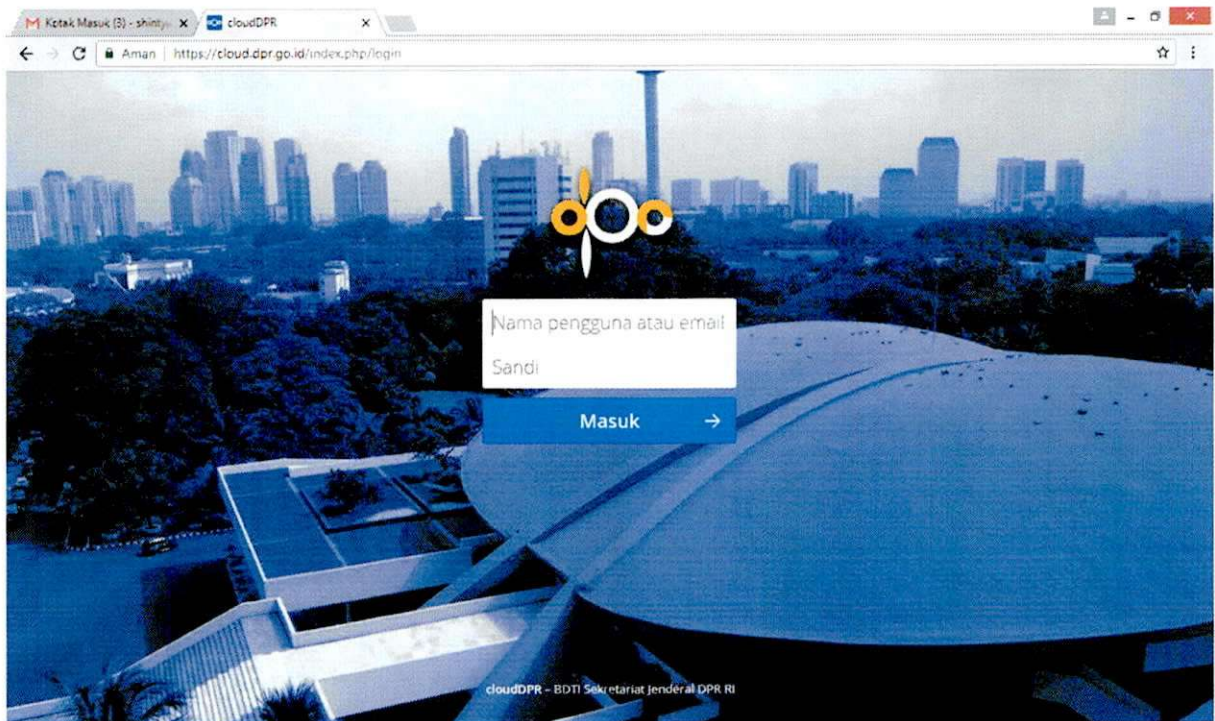 Kotak Masuk (3) - shinty
cloudDPR
Aman
https://cloud.dpr.go.id/index.php/login
dpr
Nama pengguna atau email
Sandi
Masuk
cloudDPR – BDTI Sekretariat Jenderal DPR RI